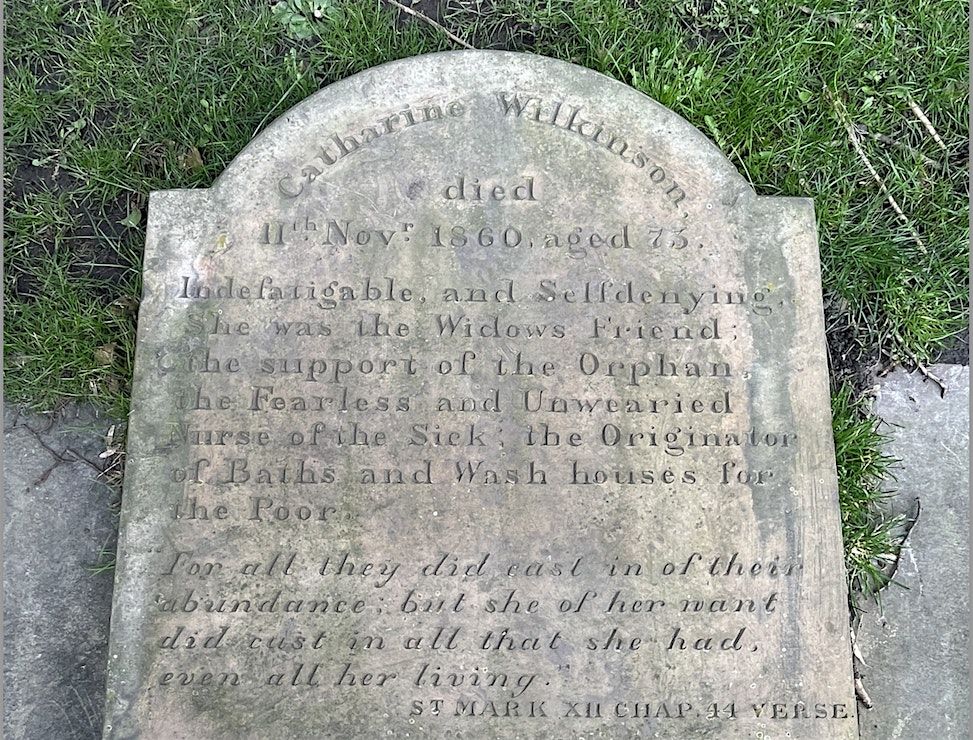 Catharine Wilkinson,
died
11th Novr. 1860, aged 73.
Indefatigable, and Selfdenying,
She was the Widows Friend;
the support of the Orphan,
the Fearless and Unwearied
Nurse of the Sick; the Originator
of Baths and Wash houses for
the Poor
"For all they did cast in of their
abundance; but she of her want
did cast in all that she had,
even all her living."
ST MARK XII CHAP. 44 VERSE.